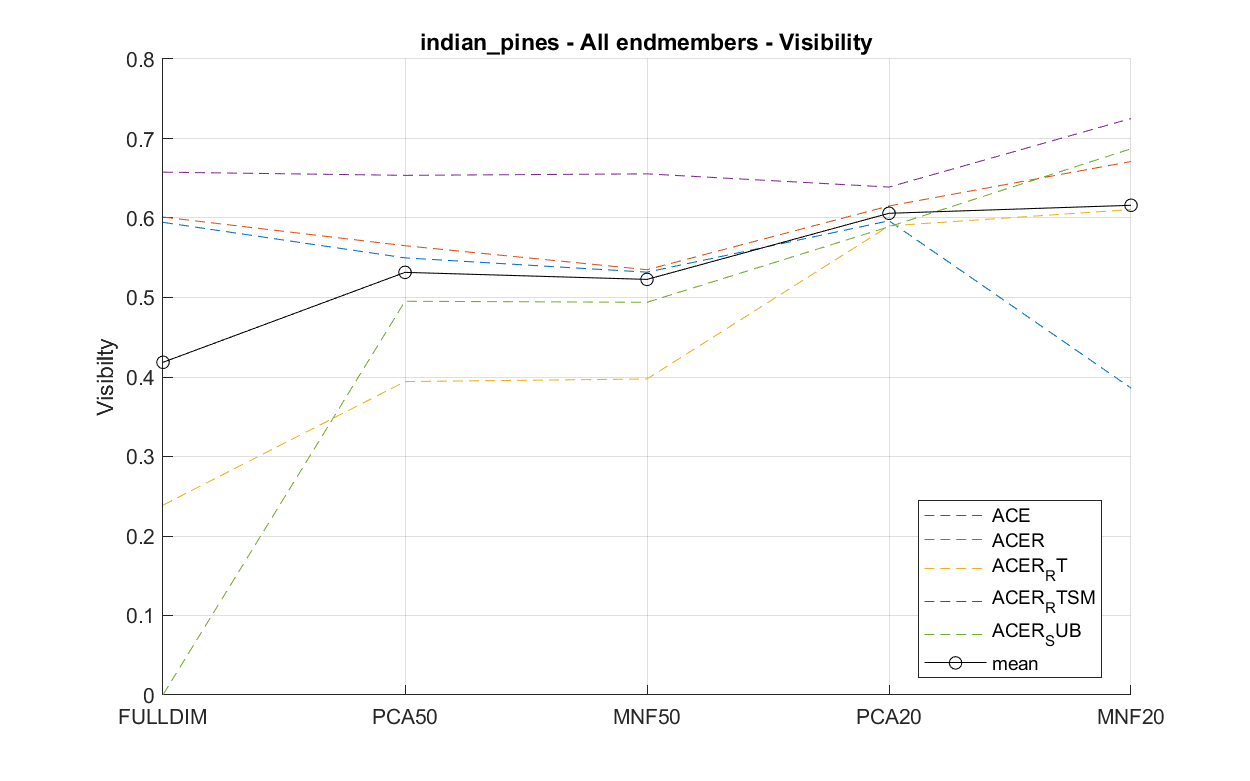 indian_pines - All endmembers - Visibility
Visibilty
0.8
0.7
0.6
0.5
0.4
0.3
0.2
0.1
0
FULLDIM PCA50 MNF50 PCA20 MNF20
ACE
ACER
ACER_RT
ACER_RTSM
ACER_SUB
mean